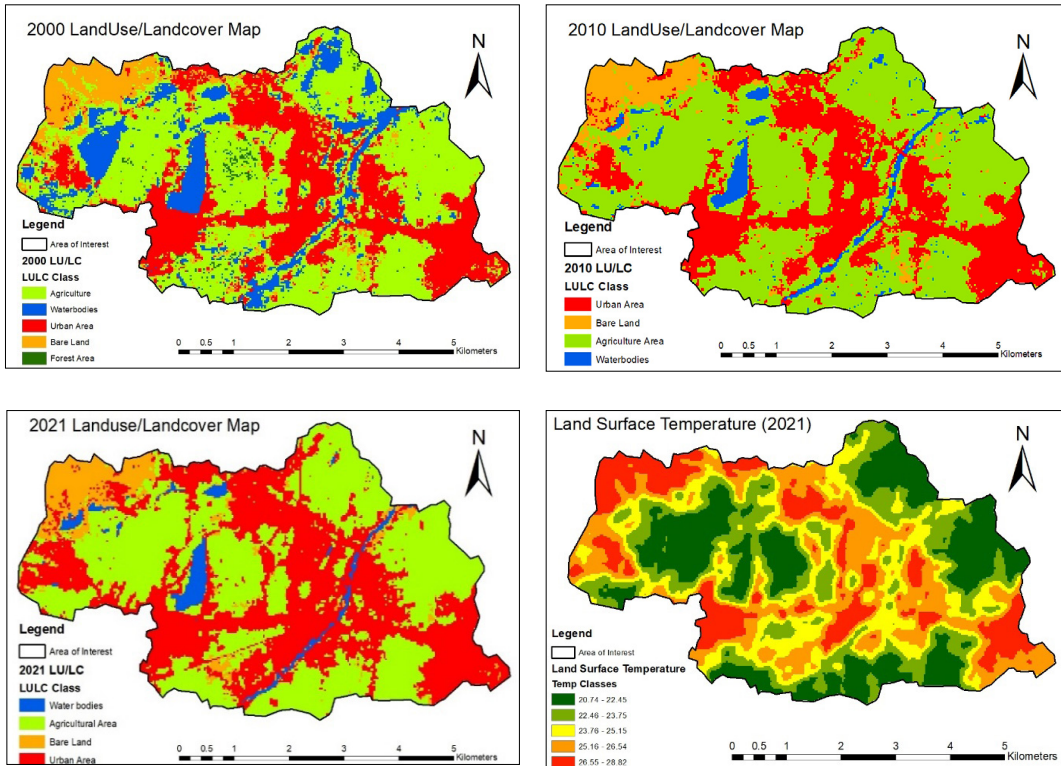 2000 LandUse/Landcover Map
N
Legend
Area of Interest
2000 LU/LC
LULC Class
Agriculture
Waterbodies
Urban Area
Bare Land
Forest Area
0 0.5 1 2 3 4 5
Kilometers
2010 LandUse/Landcover Map
N
Legend
Area of Interest
2010 LU/LC
LULC Class
Urban Area
Bare Land
Agriculture Area
Waterbodies
0 0.5 1 2 3 4 5
Kilometers
2021 Landuse/Landcover Map
N
Legend
Area of Interest
2021 LU/LC
LULC Class
Water bodies
Agricultural Area
Bare Land
Urban Area
0 0.5 1 2 3 4 5
Kilometers
Land Surface Temperature (2021)
N
Legend
Area of Interest
Land Surface Temperature
Temp Classes
20.74 - 22.45
22.46 - 23.75
23.76 - 25.15
25.16 - 26.54
26.55 - 28.82
0 0.5 1 2 3 4 5
Kilometers